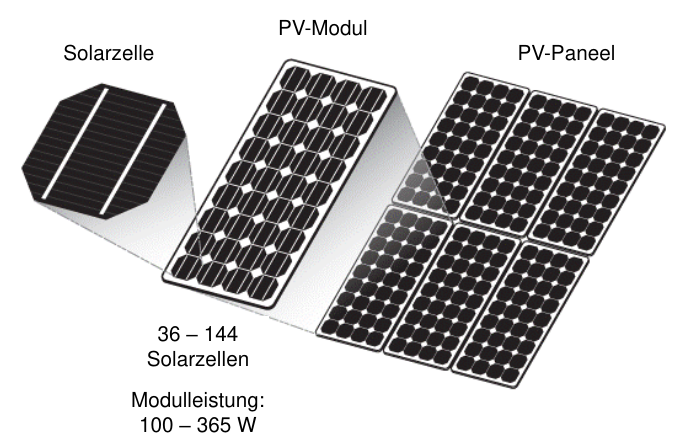 PV-Modul
Solarzelle
PV-Paneel
36 – 144
Solarzellen
Modulleistung:
100 – 365 W